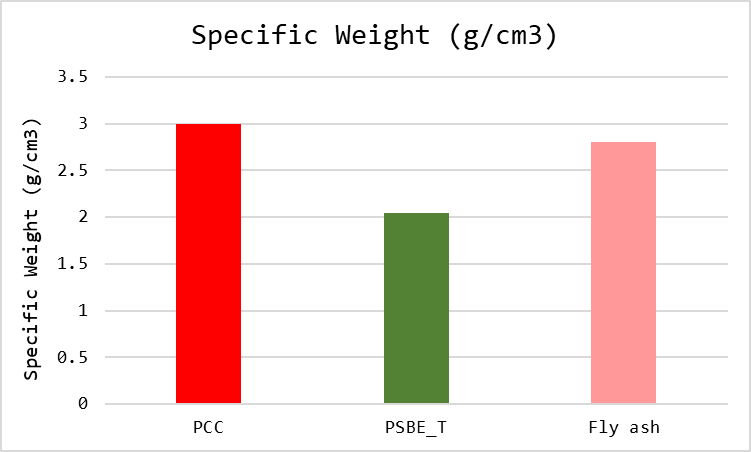 Specific Weight (g/cm3)
Specific Weight (g/cm3)
3.5
3
2.5
2
1.5
1
0.5
0
PCC PSBE_T Fly ash